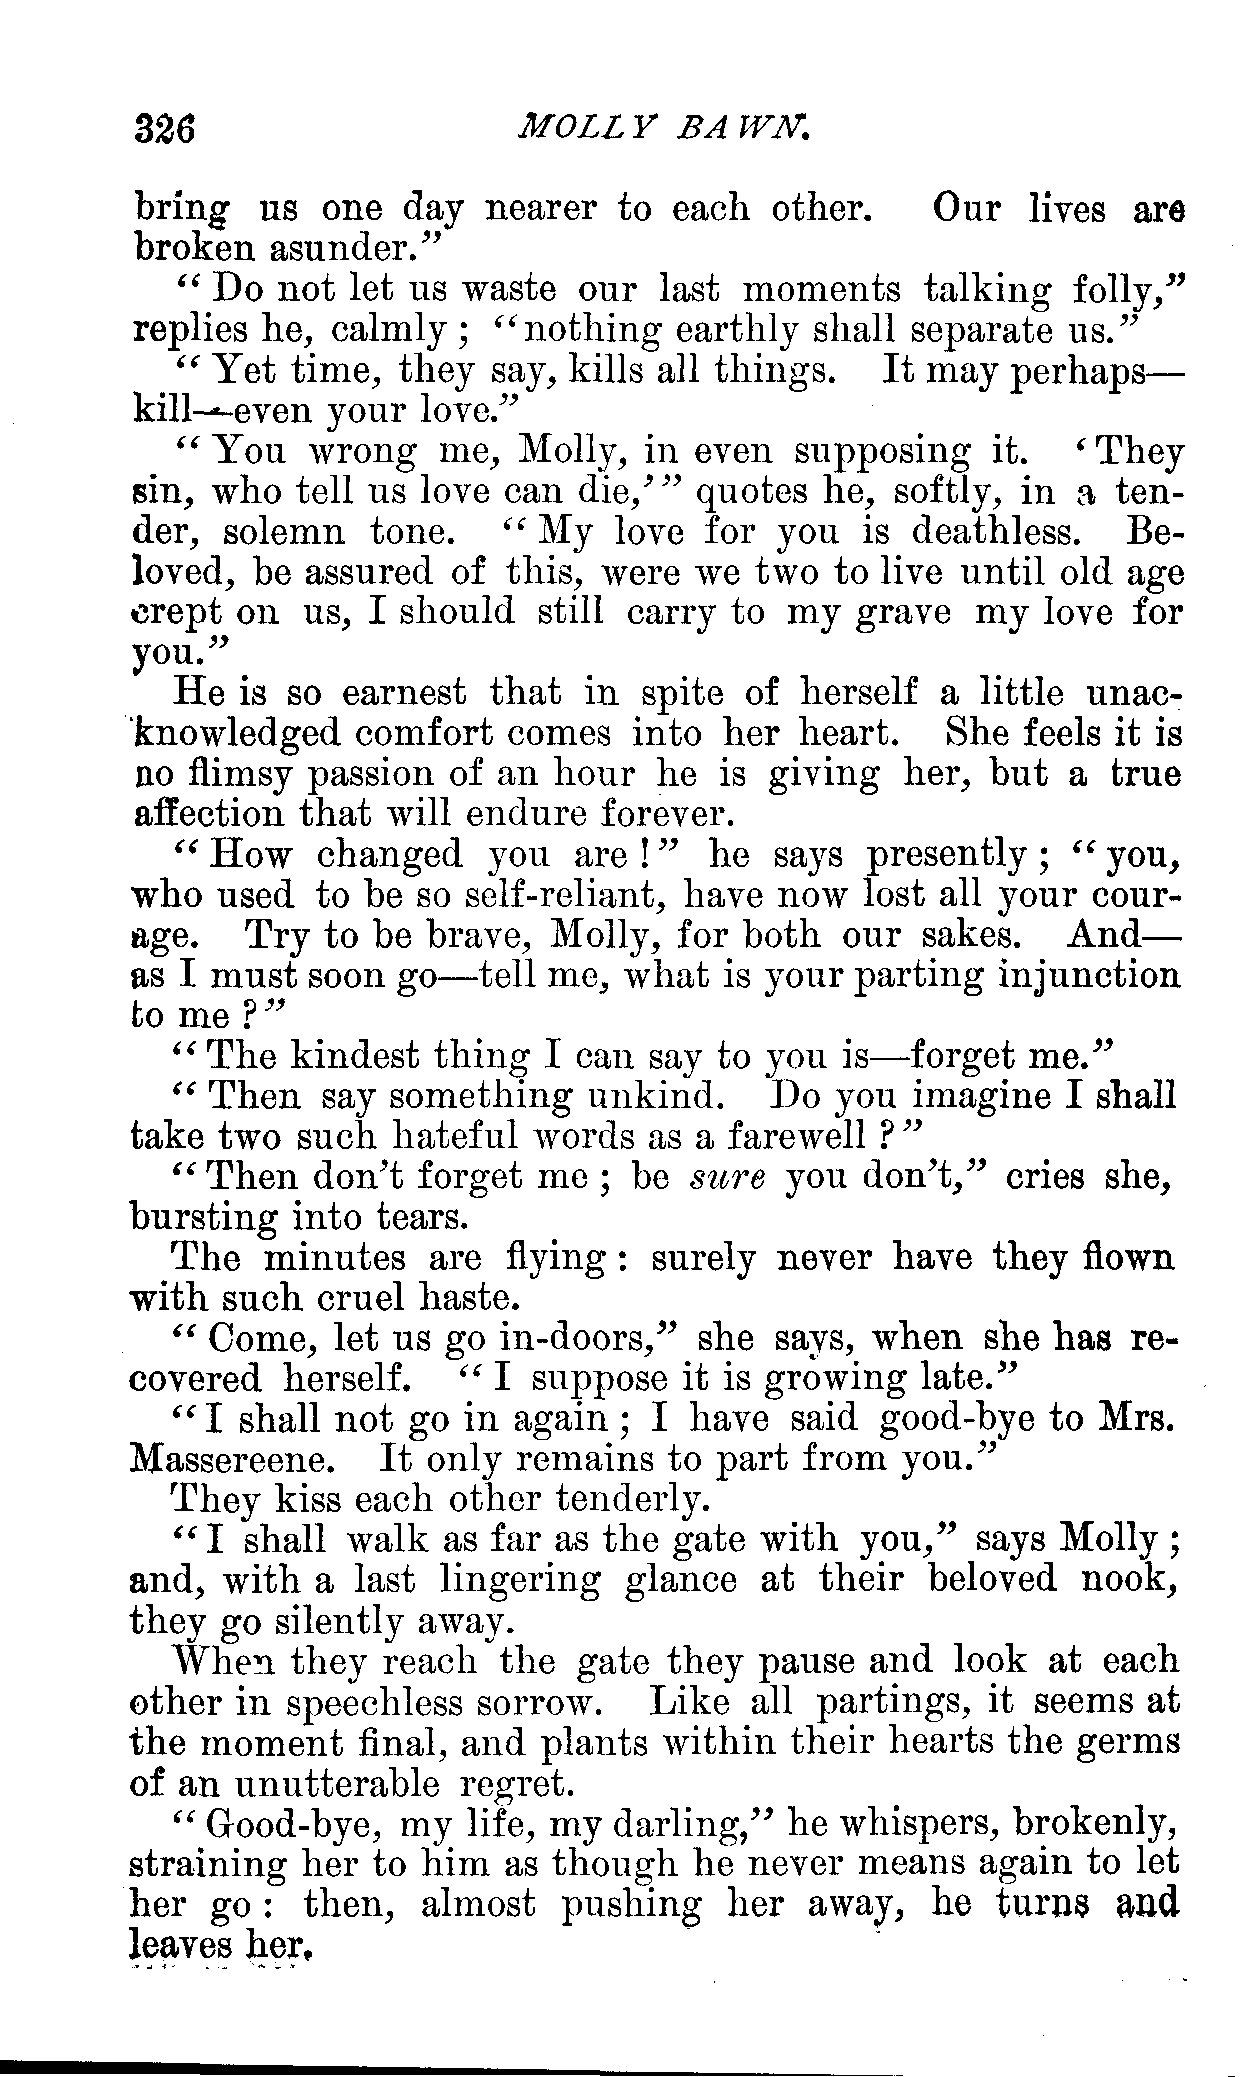 326 MOLLY BAWN.
bring us one day nearer to each other. Our lives are
broken asunder."
"Do not let us waste our last moments talking folly,"
replies he, calmly; "nothing earthly shall separate us."
"Yet time, they say, kills all things. It may perhaps—
kill—even your love."
"You wrong me, Molly, in even supposing it. 'They
sin, who tell us love can die,'" quotes he, softly, in a ten-
der, solemn tone. "My love for you is deathless. Be-
loved, be assured of this, were we two to live until old age
crept on us, I should still carry to my grave my love for
you."
He is so earnest that in spite of herself a little unac-
knowledged comfort comes into her heart. She feels it is
no flimsy passion of an hour he is giving her, but a true
affection that will endure forever.
"How changed you are!" he says presently; "you,
who used to be so self-reliant, have now lost all your cour-
age. Try to be brave, Molly, for both our sakes. And—
as I must soon go—tell me, what is your parting injunction
to me?"
"The kindest thing I can say to you is—forget me."
"Then say something unkind. Do you imagine I shall
take two such hateful words as a farewell?"
"Then don't forget me; be sure you don't," cries she,
bursting into tears.
The minutes are flying: surely never have they flown
with such cruel haste.
"Come, let us go in-doors," she says, when she has re-
covered herself. "I suppose it is growing late."
"I shall not go in again; I have said good-bye to Mrs.
Massereene. It only remains to part from you."
They kiss each other tenderly.
"I shall walk as far as the gate with you," says Molly;
and, with a last lingering glance at their beloved nook,
they go silently away.
When they reach the gate they pause and look at each
other in speechless sorrow. Like all partings, it seems at
the moment final, and plants within their hearts the germs
of an unutterable regret.
"Good-bye, my life, my darling," he whispers, brokenly,
straining her to him as though he never means again to let
her go: then, almost pushing her away, he turns and
leaves her.